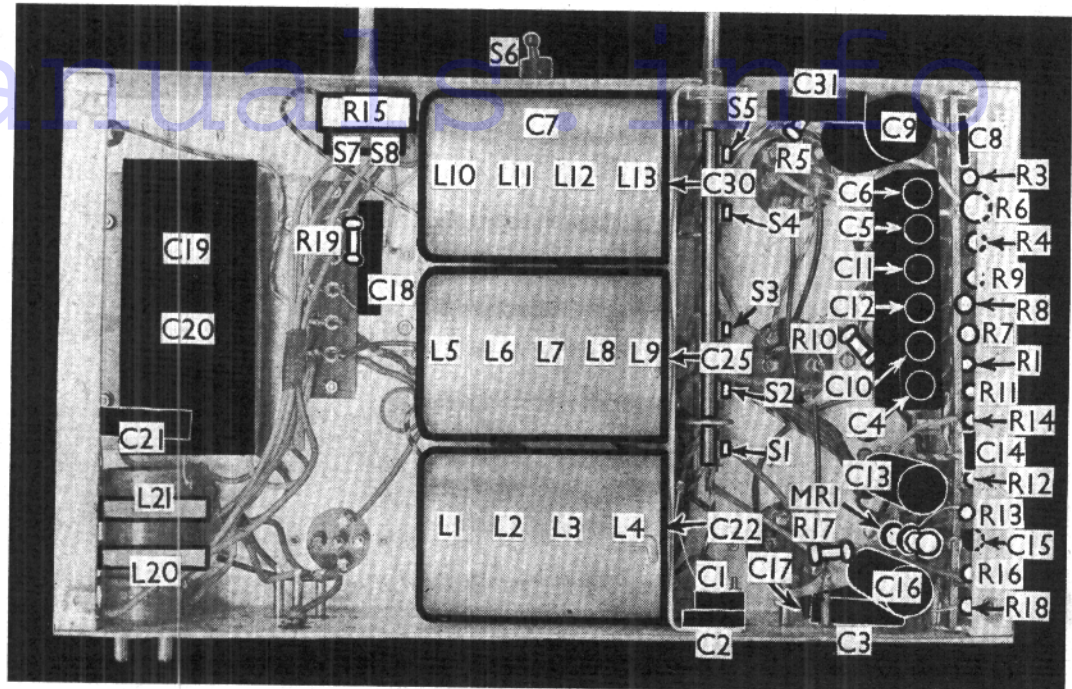 S6
R15
C7
S7 S8
L10 L11 L12 L13
C30
S5
S4
C31
R5
C9
C8
R3
C6
R6
C5
R4
C11
R9
C12
R8
R7
R10
C10
R1
C4
R11
R14
C19
R19
C18
C20
L5 L6 L7 L8 L9
C25
S3
S2
S1
C21
L21
L20
L1 L2 L3 L4
C22
C13
C14
R12
MR1
R13
R17
C15
C1
C17
C16
R16
R18
C2
C3
anuals.info